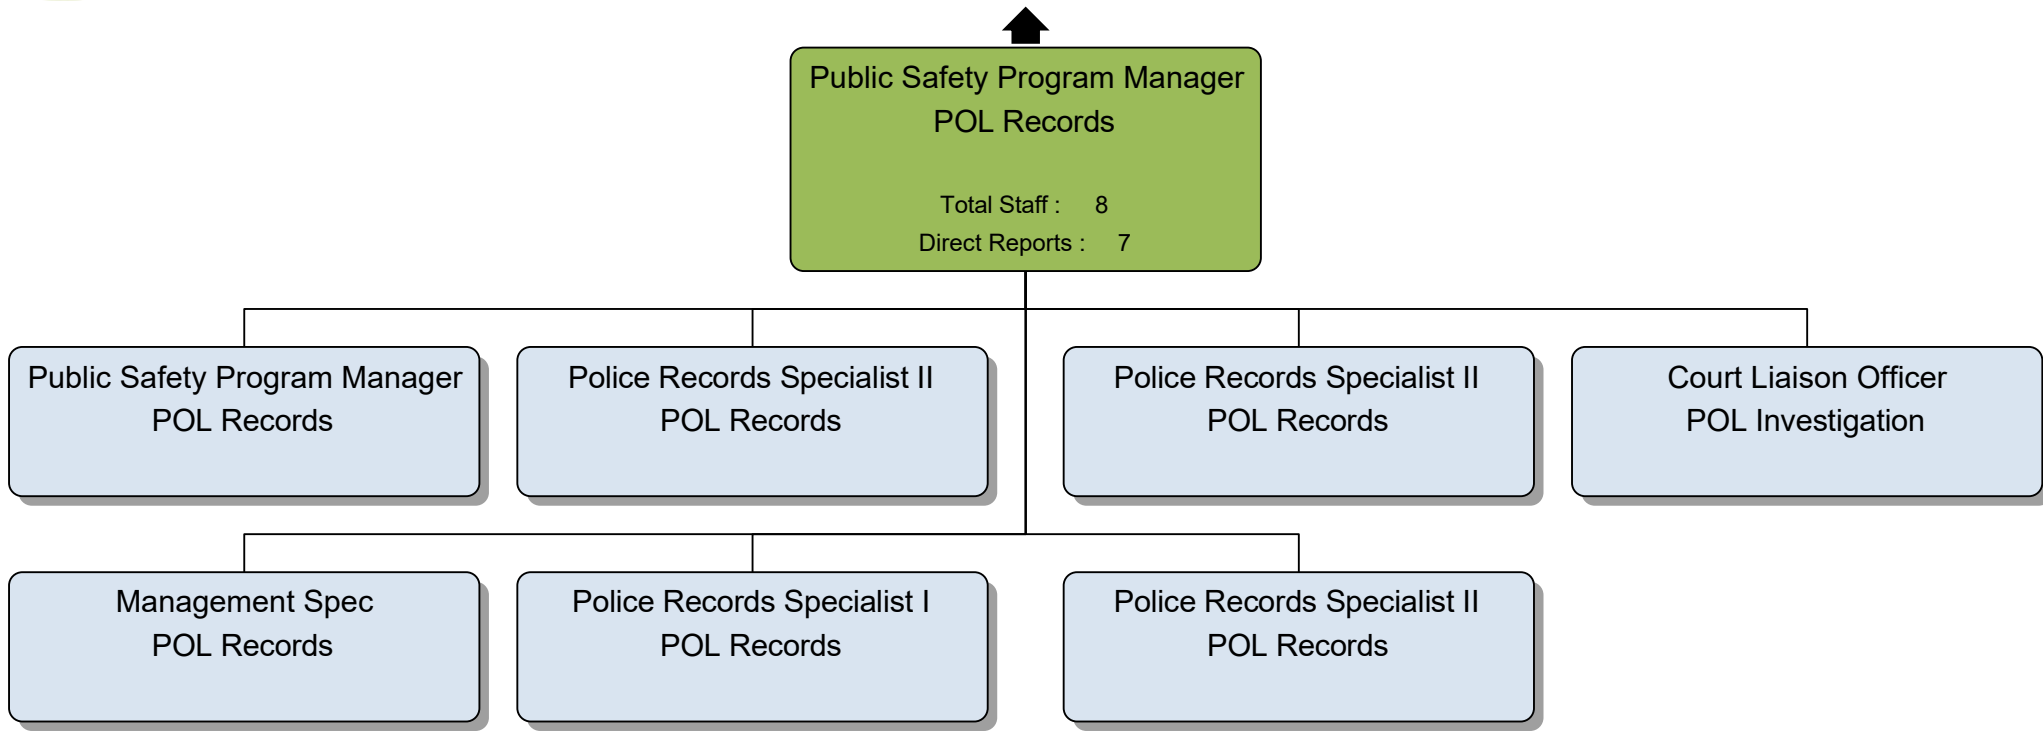 Public Safety Program Manager
POL Records
Total Staff : 8
Direct Reports : 7
Public Safety Program Manager
POL Records
Police Records Specialist II
POL Records
Police Records Specialist II
POL Records
Court Liaison Officer
POL Investigation
Management Spec
POL Records
Police Records Specialist I
POL Records
Police Records Specialist II
POL Records